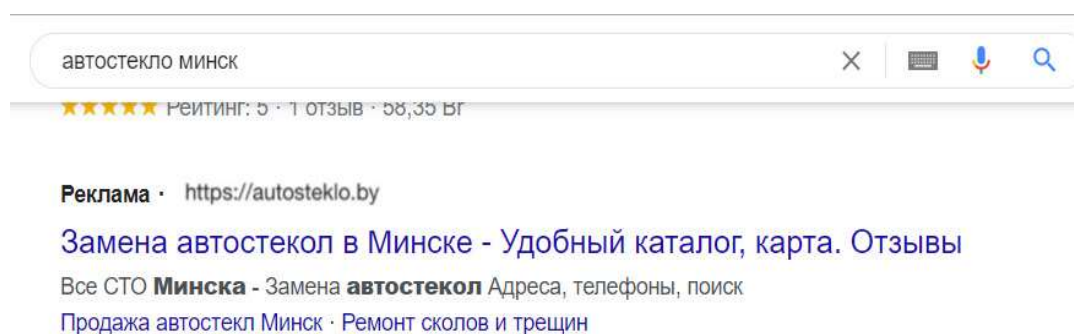 автостекло минск
Рейтинг: 5 · 1 отзыв · 58,35 Br
Реклама · https://autosteklo.by
Замена автостекол в Минске - Удобный каталог, карта. Отзывы
Все СТО Минска - Замена автостекол Адреса, телефоны, поиск
Продажа автостекл Минск · Ремонт сколов и трещин